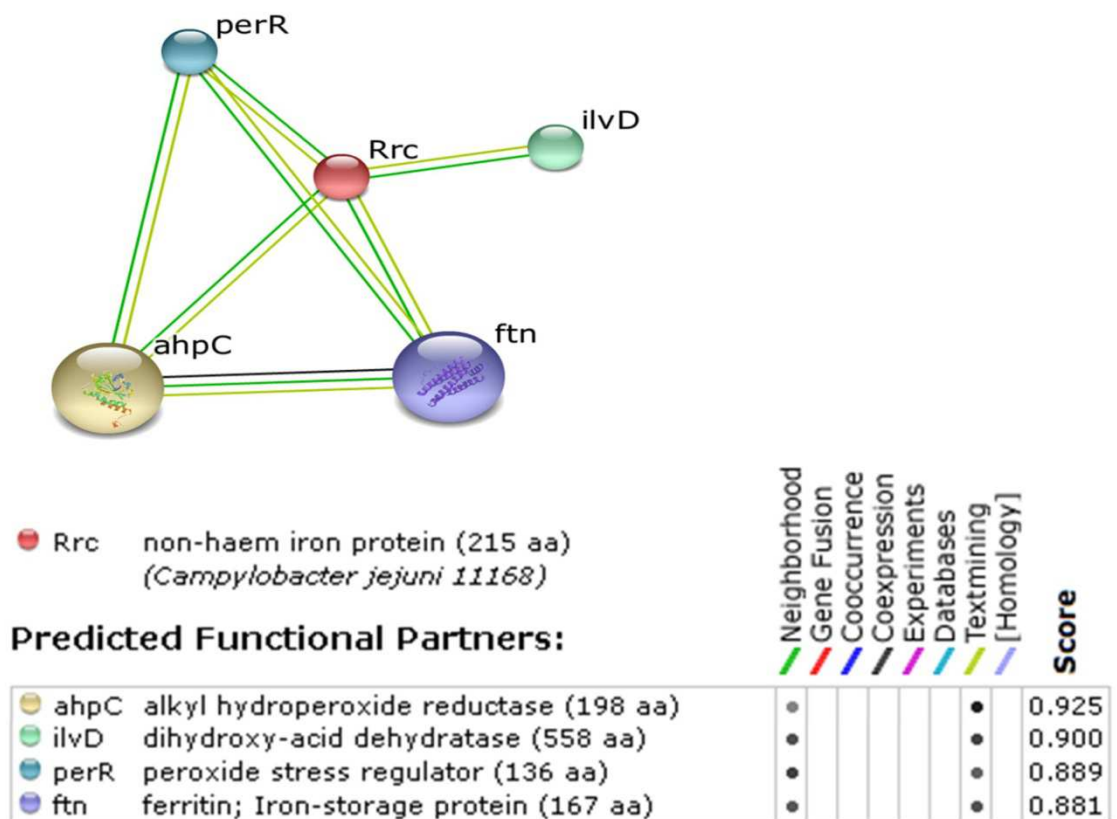 perR
ilvD
Rrc
ftn
ahpC
Rrc non-haem iron protein (215 aa)
(Campylobacter jejuni 11168)
Neighborhood
Gene Fusion
Cooccurrence
Coexpression
Experiments
Databases
Textmining
[Homology]
Score
Predicted Functional Partners:
ahpC alkyl hydroperoxide reductase (198 aa) 0.925
ilvD dihydroxy-acid dehydratase (558 aa) 0.900
perR peroxide stress regulator (136 aa) 0.889
ftn ferritin; Iron-storage protein (167 aa) 0.881